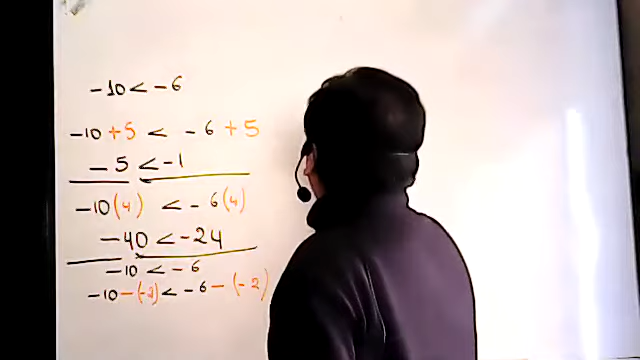 -10 < -6
-10 +5 < -6 +5
-5 < -1
-10(4) < -6(4)
-40 < -24
-10 < -6
-10 -(-2) < -6 -(-2)